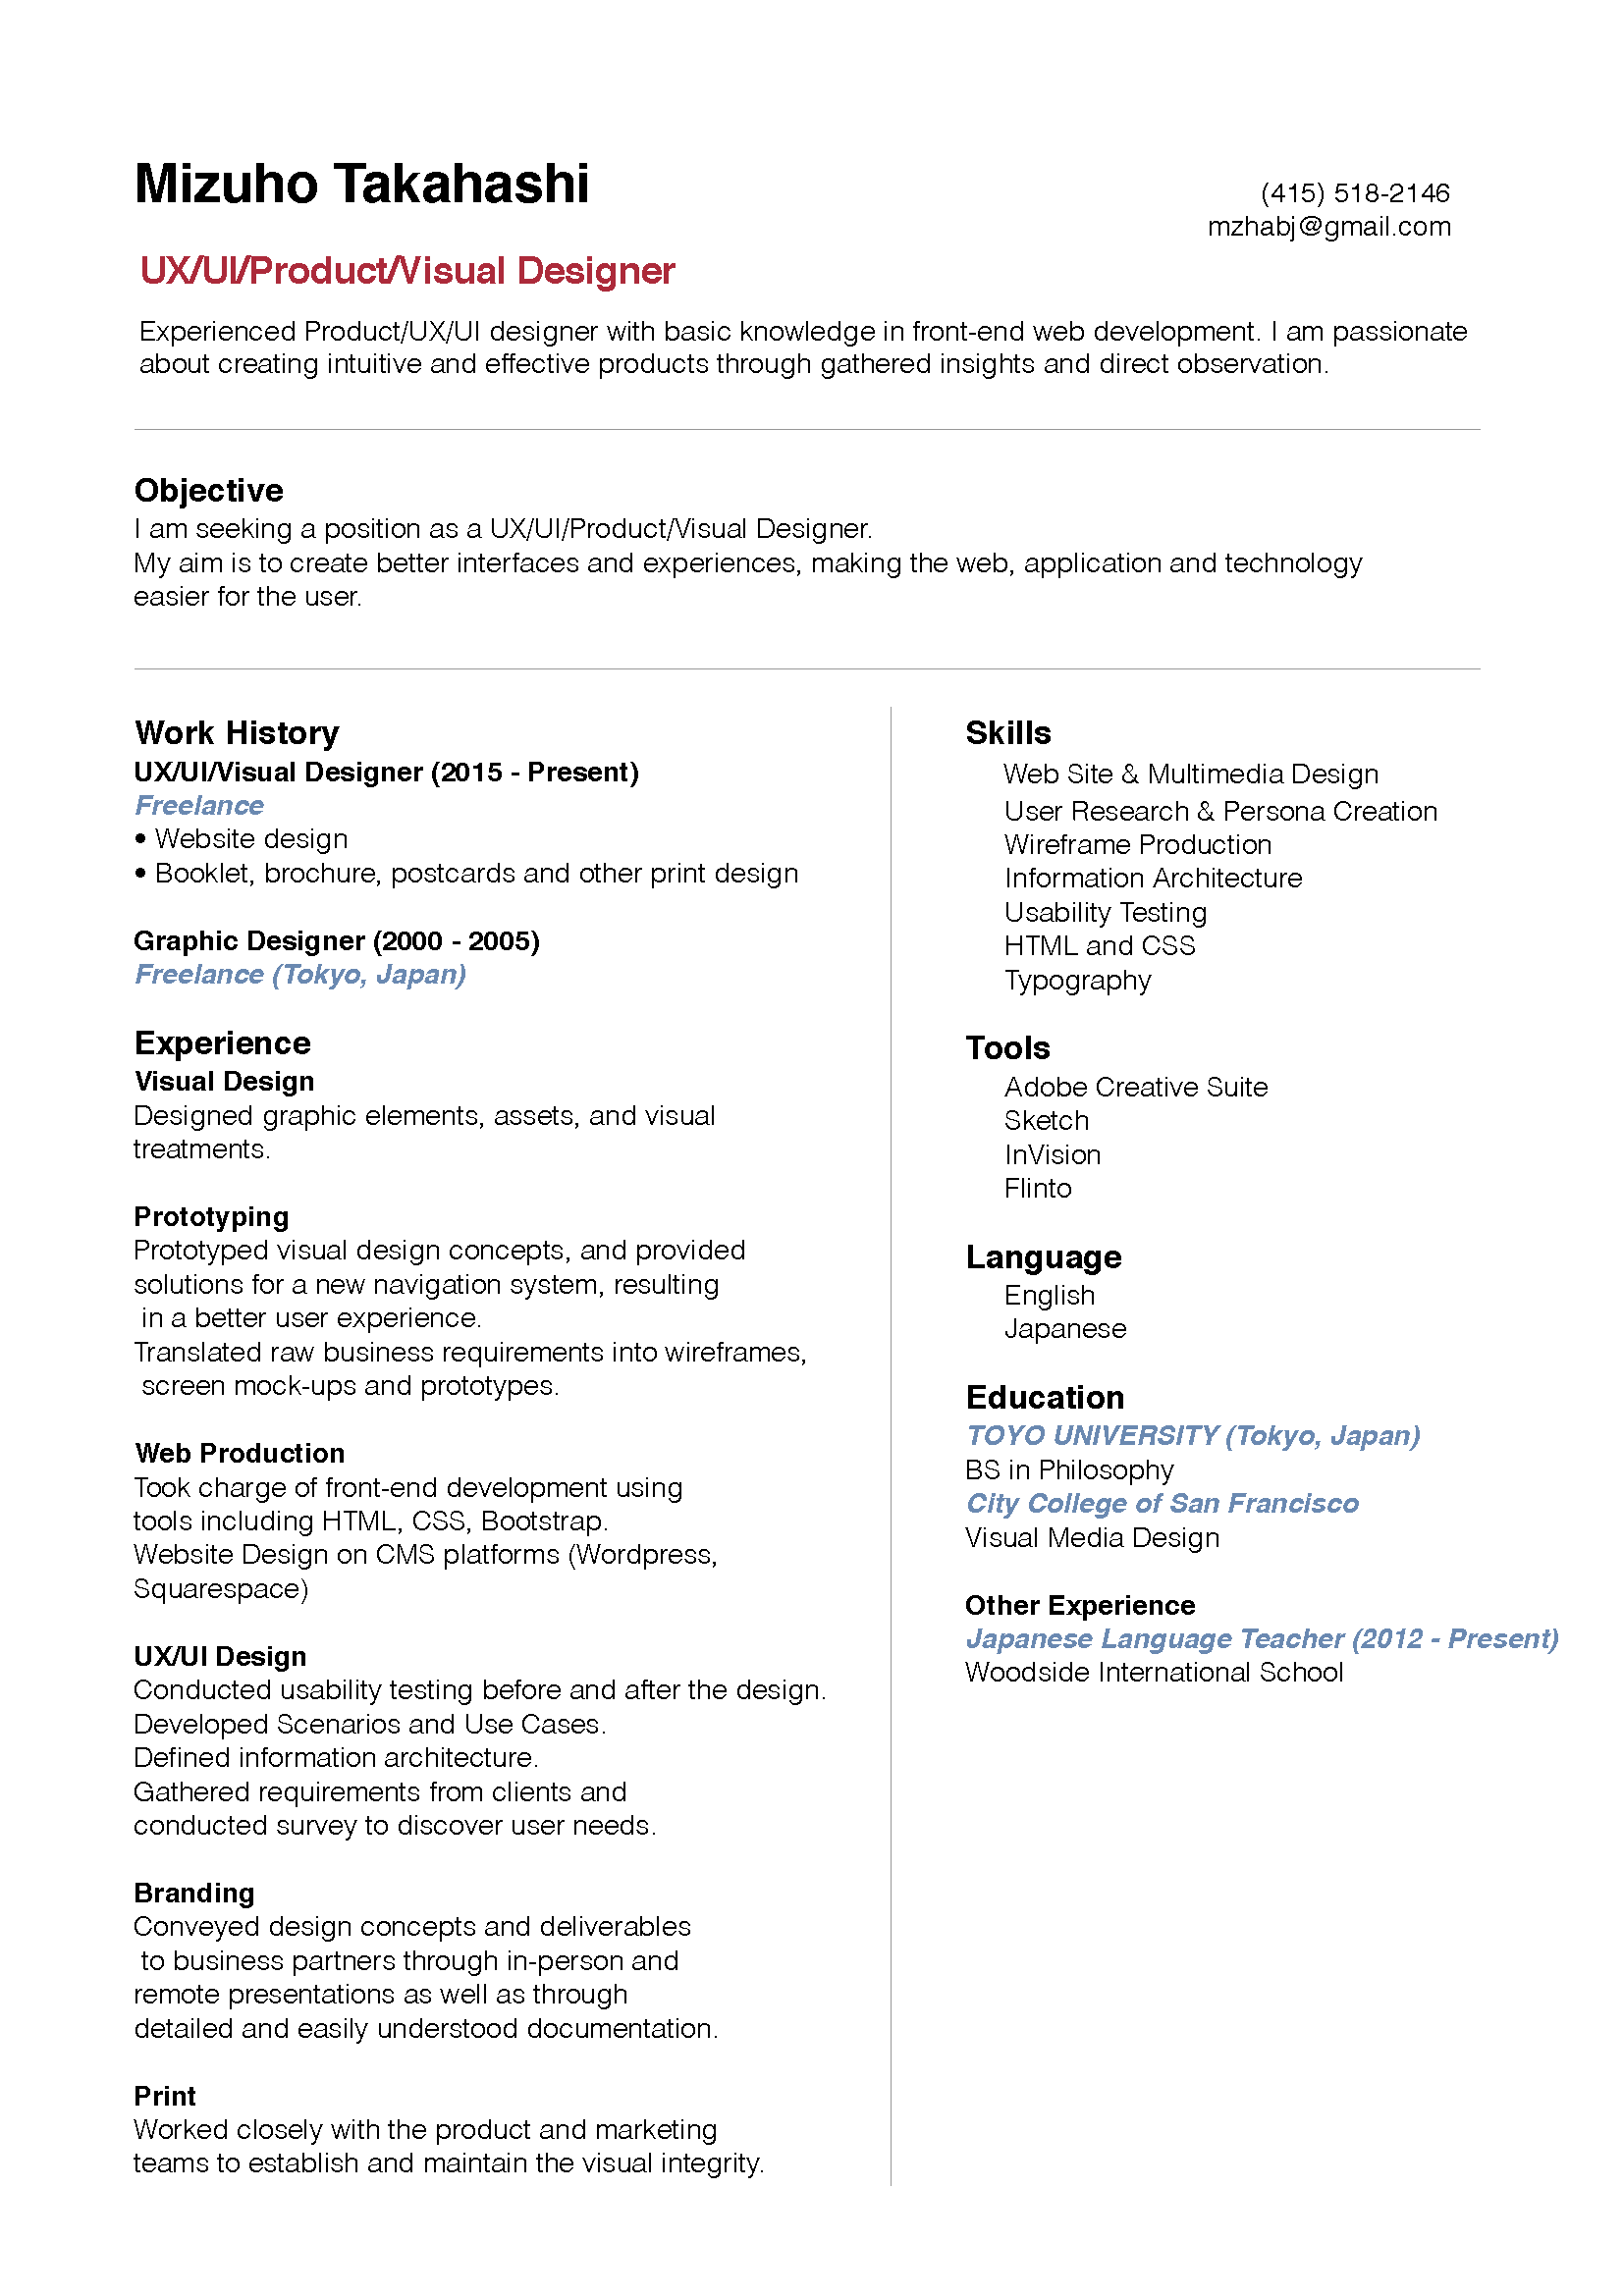 Mizuho Takahashi
(415) 518-2146
mzhabj@gmail.com
UX/UI/Product/Visual Designer
Experienced Product/UX/UI designer with basic knowledge in front-end web development. I am passionate
about creating intuitive and effective products through gathered insights and direct observation.
Objective
I am seeking a position as a UX/UI/Product/Visual Designer.
My aim is to create better interfaces and experiences, making the web, application and technology
easier for the user.
Work History
UX/UI/Visual Designer (2015 - Present)
Freelance
• Website design
• Booklet, brochure, postcards and other print design
Graphic Designer (2000 - 2005)
Freelance (Tokyo, Japan)
Experience
Visual Design
Designed graphic elements, assets, and visual
treatments.
Prototyping
Prototyped visual design concepts, and provided
solutions for a new navigation system, resulting
in a better user experience.
Translated raw business requirements into wireframes,
screen mock-ups and prototypes.
Web Production
Took charge of front-end development using
tools including HTML, CSS, Bootstrap.
Website Design on CMS platforms (Wordpress,
Squarespace)
UX/UI Design
Conducted usability testing before and after the design.
Developed Scenarios and Use Cases.
Defined information architecture.
Gathered requirements from clients and
conducted survey to discover user needs.
Branding
Conveyed design concepts and deliverables
to business partners through in-person and
remote presentations as well as through
detailed and easily understood documentation.
Print
Worked closely with the product and marketing
teams to establish and maintain the visual integrity.
Skills
Web Site & Multimedia Design
User Research & Persona Creation
Wireframe Production
Information Architecture
Usability Testing
HTML and CSS
Typography
Tools
Adobe Creative Suite
Sketch
InVision
Flinto
Language
English
Japanese
Education
TOYO UNIVERSITY (Tokyo, Japan)
BS in Philosophy
City College of San Francisco
Visual Media Design
Other Experience
Japanese Language Teacher (2012 - Present)
Woodside International School